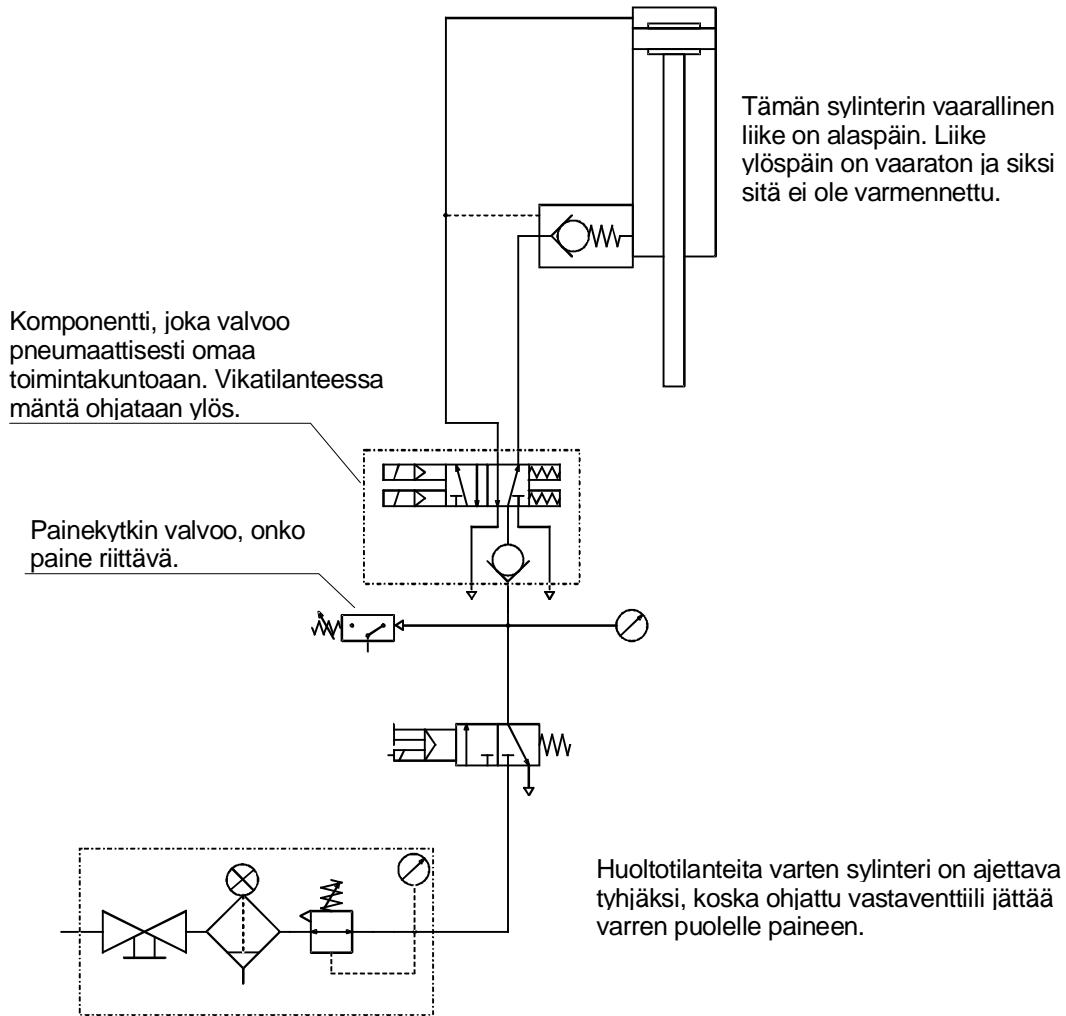 Tämän sylinterin vaarallinen
liike on alaspäin. Liike
ylöspäin on vaaraton ja siksi
sitä ei ole varmennettu.
Komponentti, joka valvoo
pneumaattisesti omaa
toimintakuntoaan. Vikatilanteessa
mäntä ohjataan ylös.
Painekytkin valvoo, onko
paine riittävä.
Huoltotilanteita varten sylinteri on ajettava
tyhjäksi, koska ohjattu vastaventtiili jättää
varren puolelle paineen.